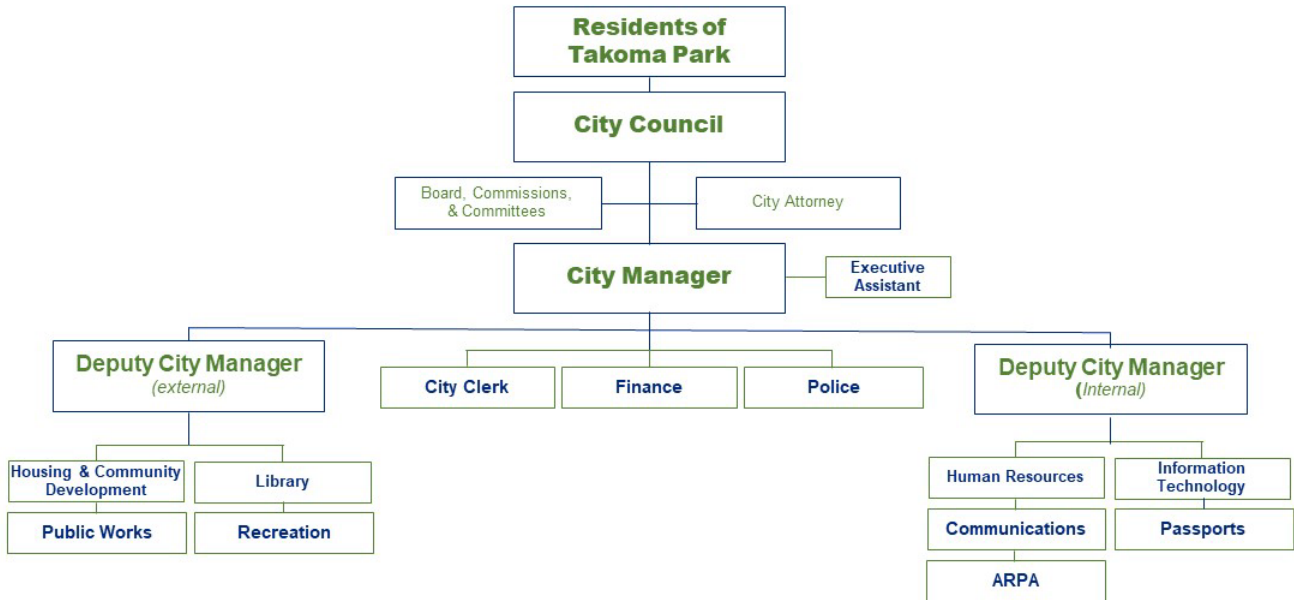 Residents of
Takoma Park
City Council
Board, Commissions,
& Committees
City Attorney
City Manager
Executive
Assistant
Deputy City Manager
(external)
City Clerk
Finance
Police
Deputy City Manager
(Internal)
Housing & Community
Development
Library
Human Resources
Information
Technology
Public Works
Recreation
Communications
Passports
ARPA